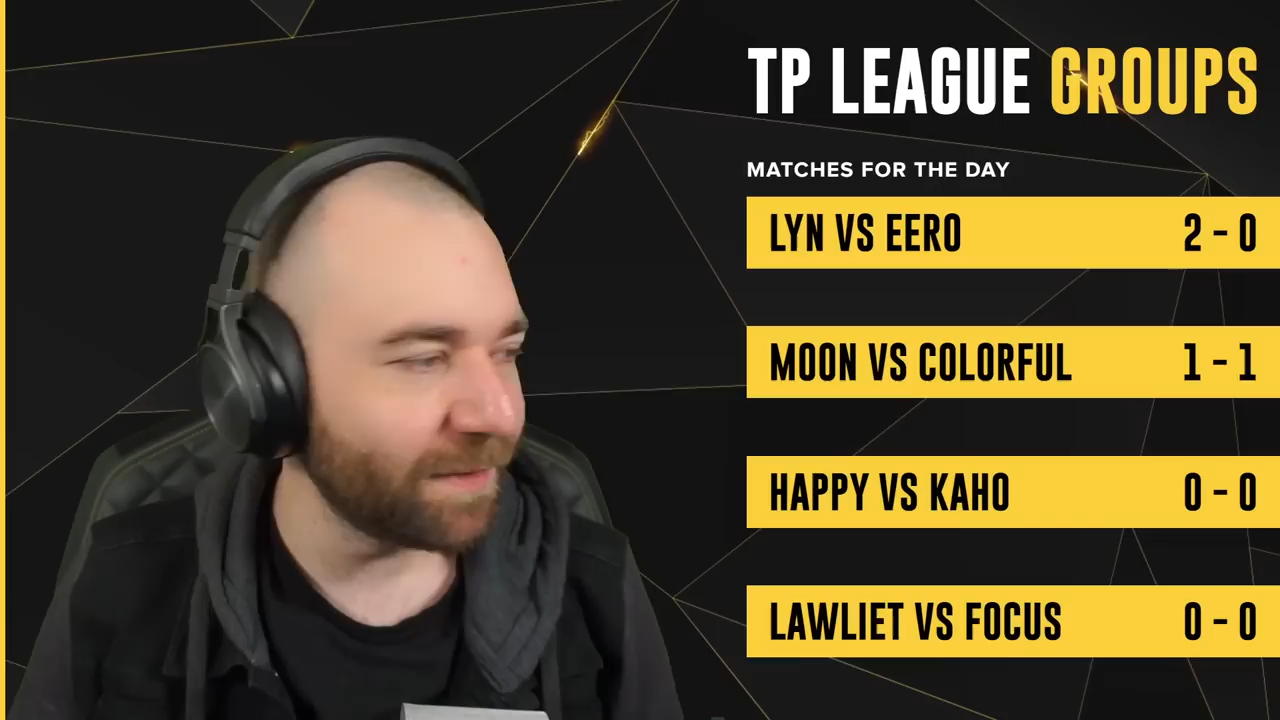 TP LEAGUE GROUPS
MATCHES FOR THE DAY
LYN VS EERO 2 - 0
MOON VS COLORFUL 1 - 1
HAPPY VS KAHO 0 - 0
LAWLIET VS FOCUS 0 - 0